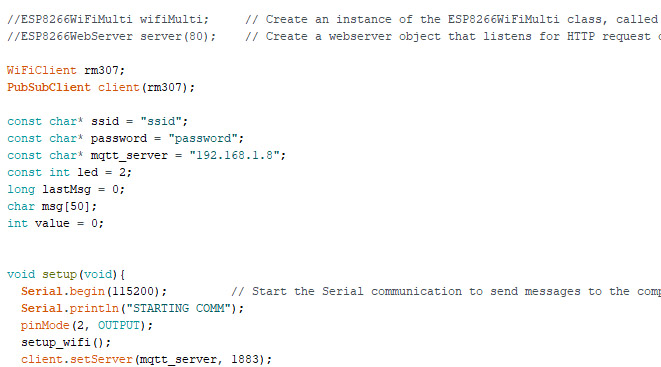 //ESP8266WiFiMulti wifiMulti;     // Create an instance of the ESP8266WiFiMulti class, called
//ESP8266WebServer server(80);    // Create a webserver object that listens for HTTP request
WiFiClient rm307;
PubSubClient client(rm307);
const char* ssid = "ssid";
const char* password = "password";
const char* mqtt_server = "192.168.1.8";
const int led = 2;
long lastMsg = 0;
char msg[50];
int value = 0;
void setup(void){
  Serial.begin(115200);         // Start the Serial communication to send messages to the
  Serial.println("STARTING COMM");
  pinMode(2, OUTPUT);
  setup_wifi();
  client.setServer(mqtt_server, 1883);